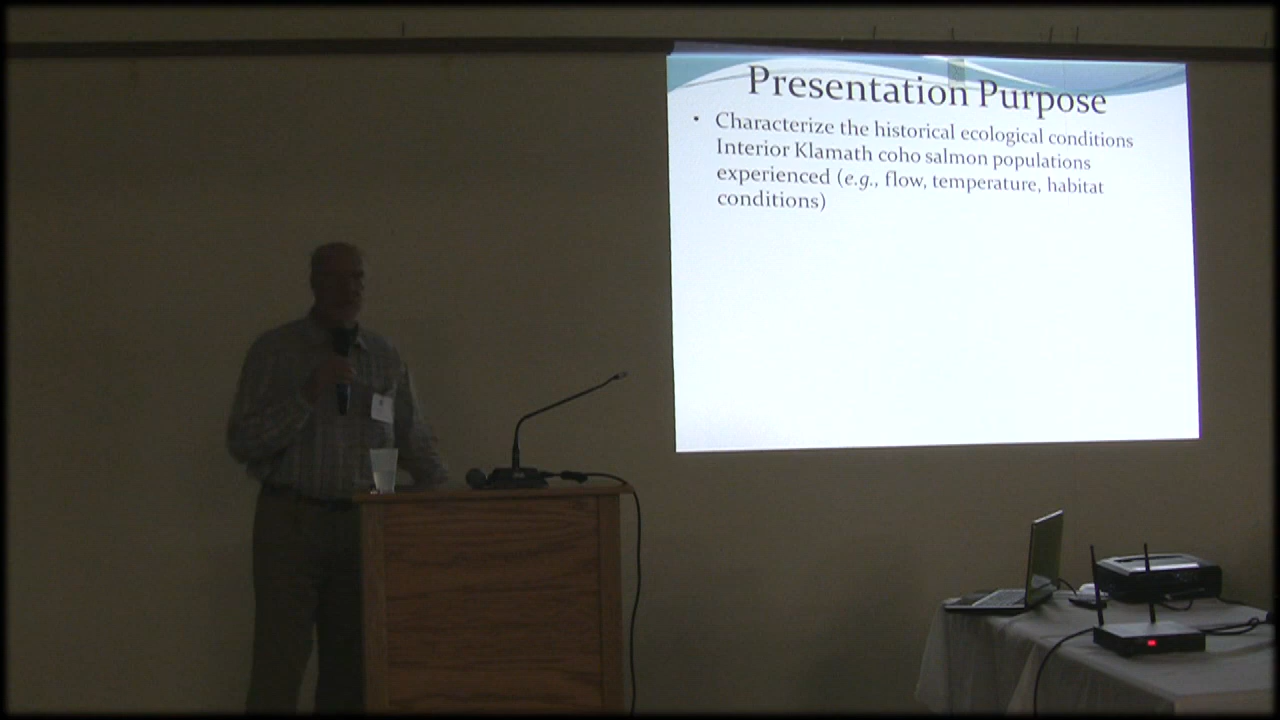 Presentation Purpose
• Characterize the historical ecological conditions
Interior Klamath coho salmon populations
experienced (e.g., flow, temperature, habitat
conditions)